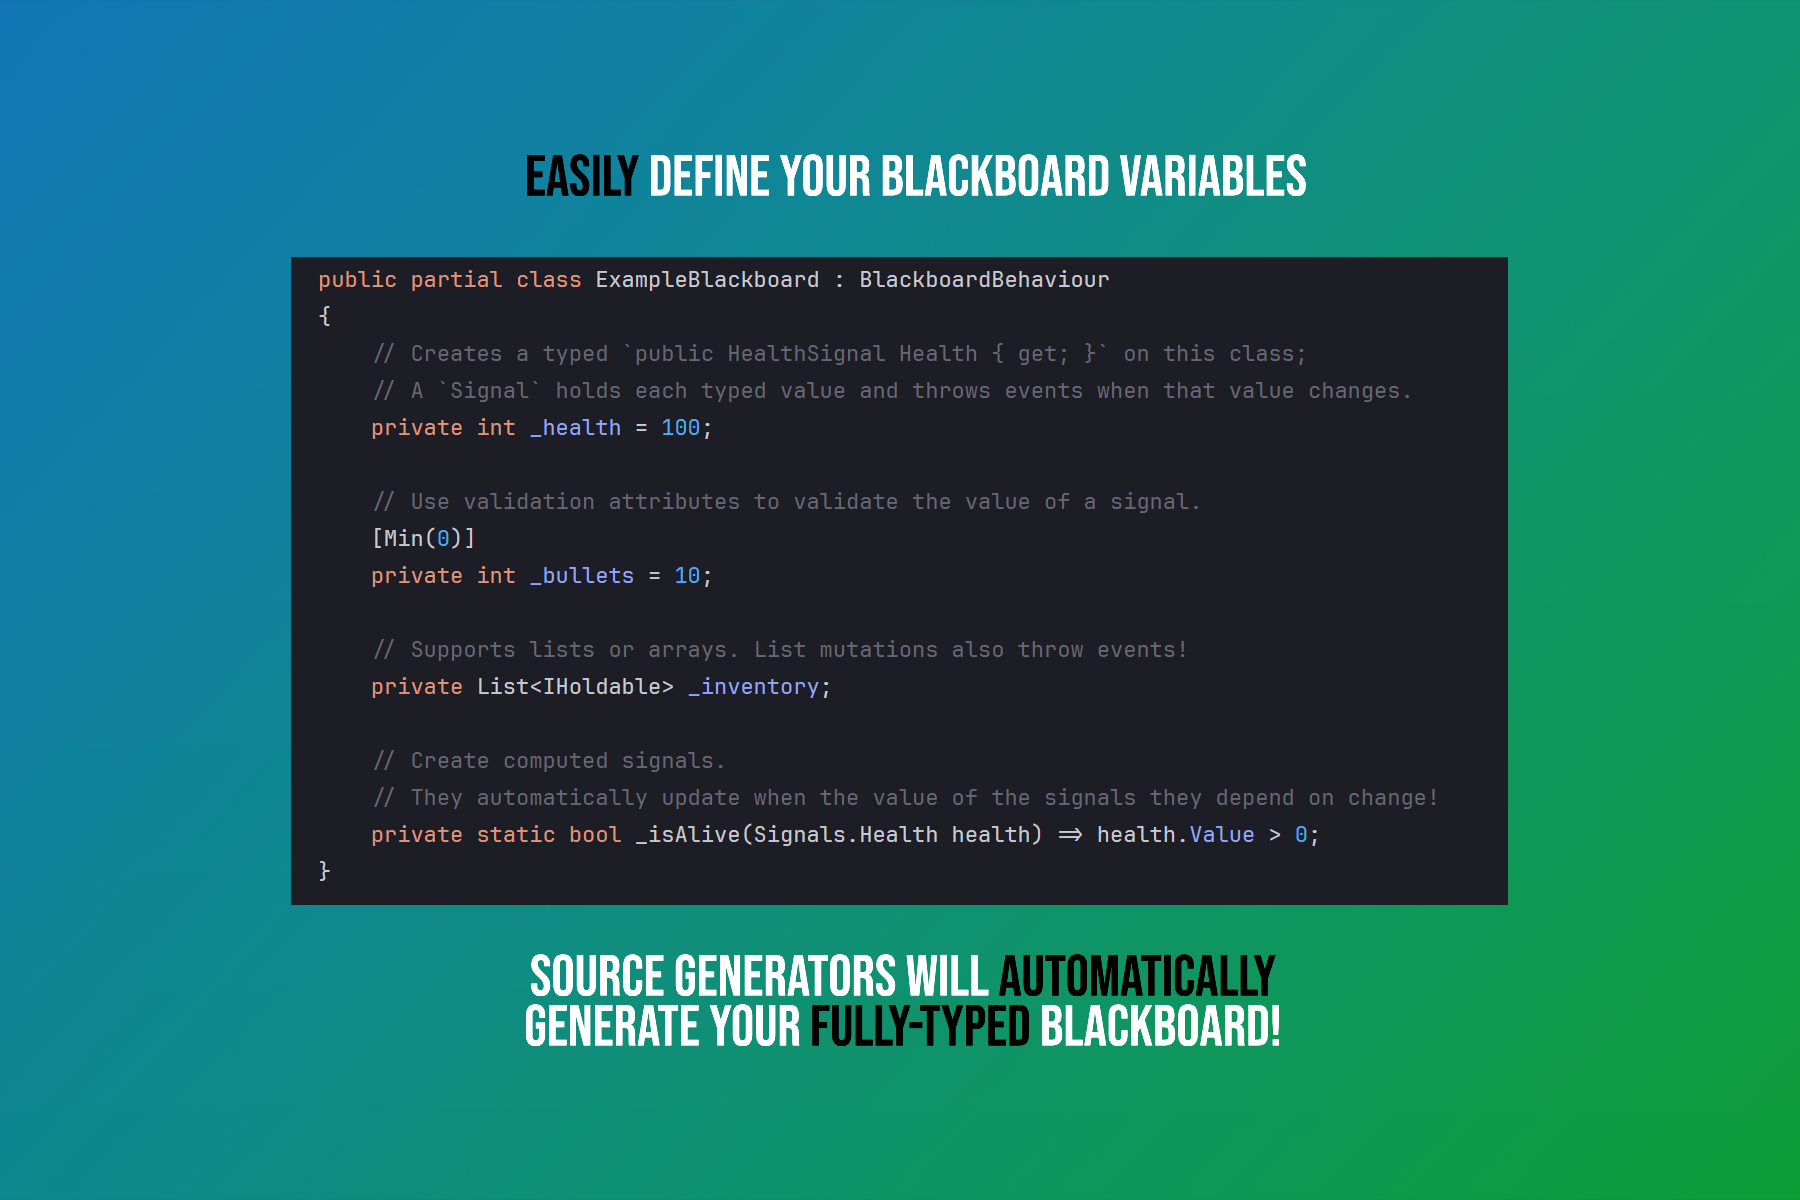 EASILY DEFINE YOUR BLACKBOARD VARIABLES
public partial class ExampleBlackboard : BlackboardBehaviour
{
    // Creates a typed `public HealthSignal Health { get; }` on this class;
    // A `Signal` holds each typed value and throws events when that value changes.
    private int _health = 100;
    // Use validation attributes to validate the value of a signal.
    [Min(0)]
    private int _bullets = 10;
    // Supports lists or arrays. List mutations also throw events!
    private List<IHoldable> _inventory;
    // Create computed signals.
    // They automatically update when the value of the signals they depend on change!
    private static bool _isAlive(Signals.Health health) => health.Value > 0;
}
SOURCE GENERATORS WILL AUTOMATICALLY
GENERATE YOUR FULLY-TYPED BLACKBOARD!